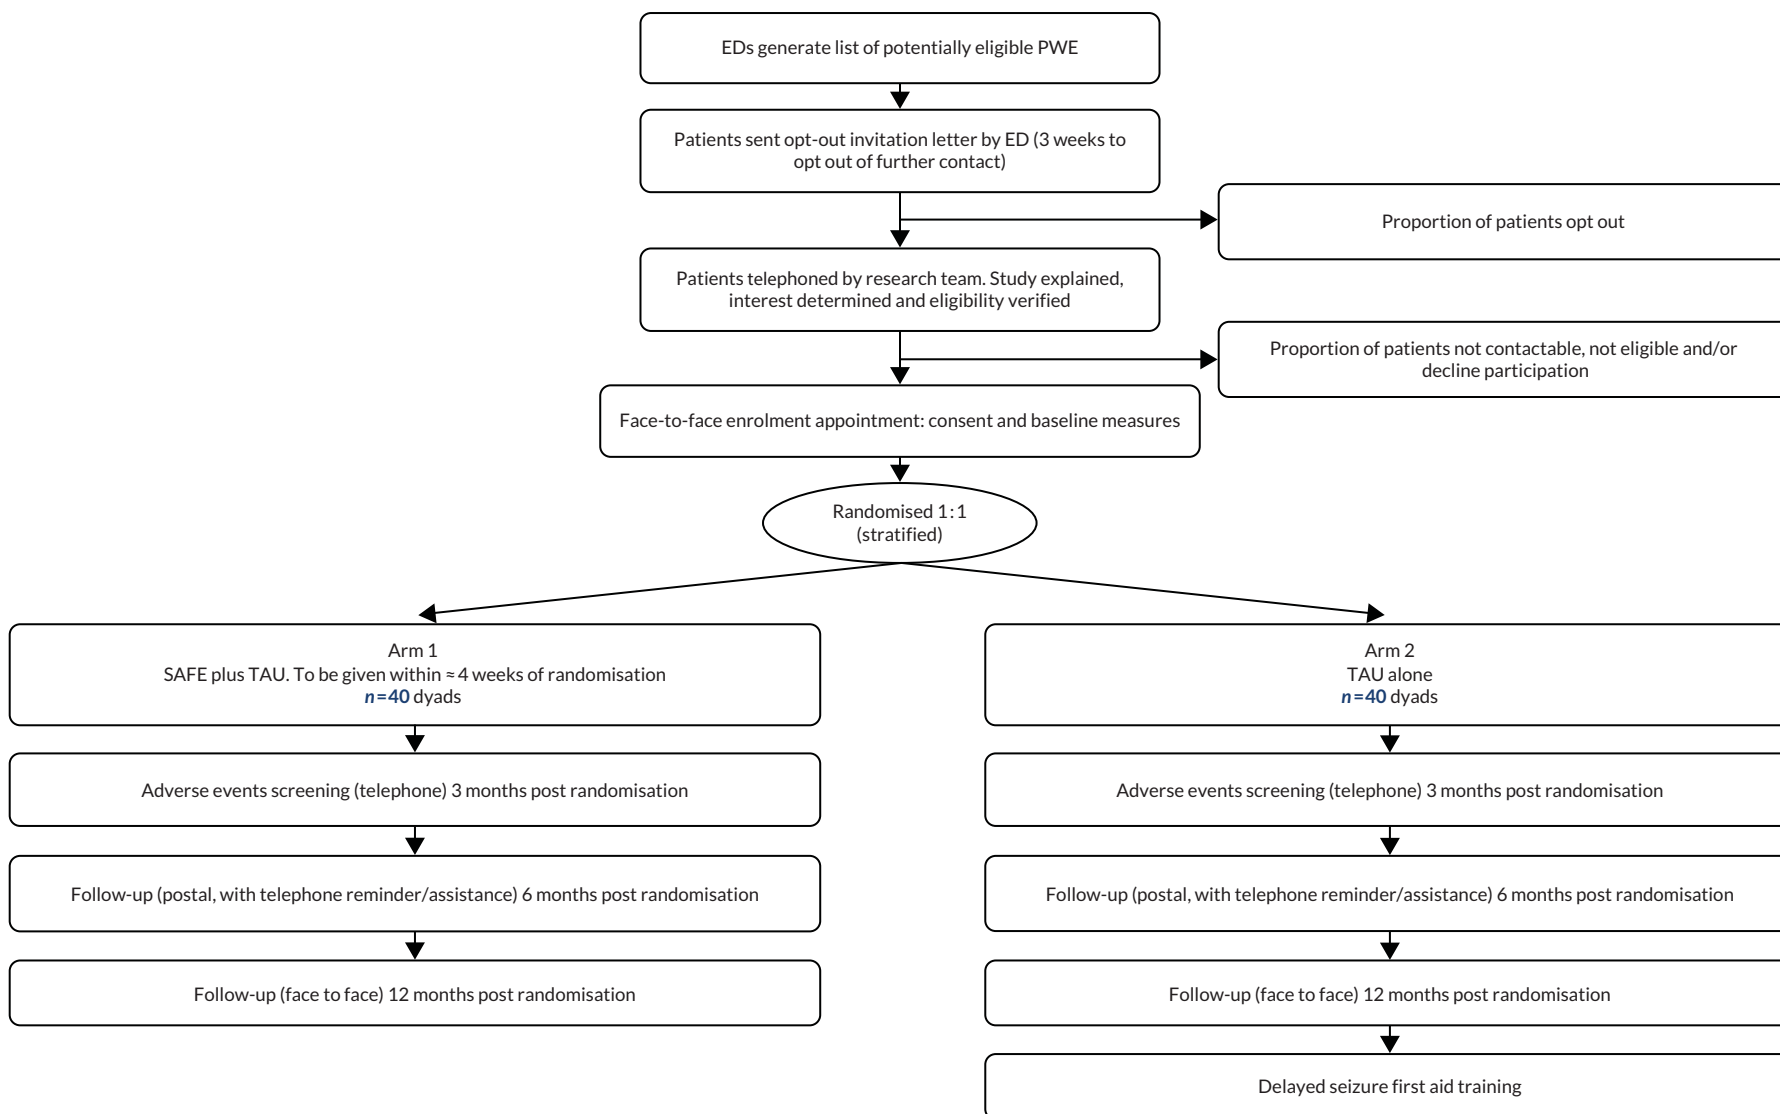 EDs generate list of potentially eligible PWE
Patients sent opt-out invitation letter by ED (3 weeks to
opt out of further contact)
Proportion of patients opt out
Patients telephoned by research team. Study explained,
interest determined and eligibility verified
Proportion of patients not contactable, not eligible and/or
decline participation
Face-to-face enrolment appointment: consent and baseline measures
Randomised 1:1
(stratified)
Arm 1
SAFE plus TAU. To be given within ≈ 4 weeks of randomisation
n=40 dyads
Adverse events screening (telephone) 3 months post randomisation
Follow-up (postal, with telephone reminder/assistance) 6 months post randomisation
Follow-up (face to face) 12 months post randomisation
Arm 2
TAU alone
n=40 dyads
Adverse events screening (telephone) 3 months post randomisation
Follow-up (postal, with telephone reminder/assistance) 6 months post randomisation
Follow-up (face to face) 12 months post randomisation
Delayed seizure first aid training